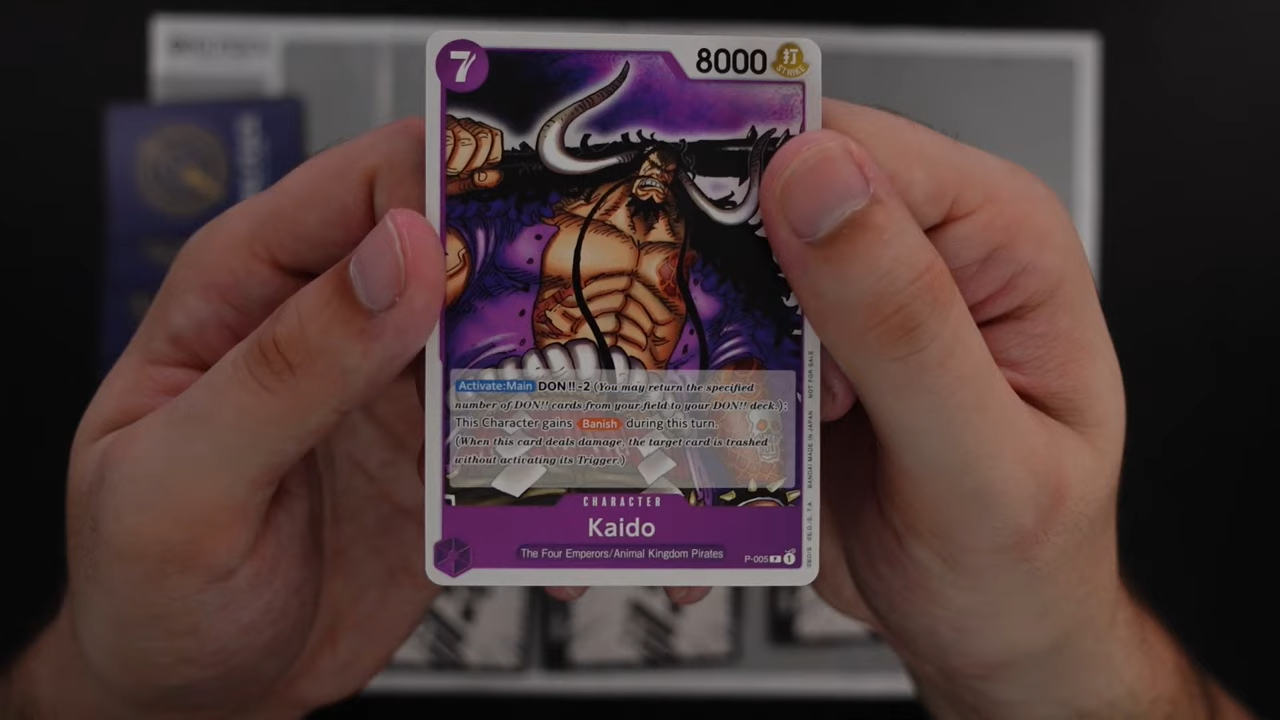 7
8000
打
STRIKE
Activate:Main DON!! -2 (You may return the specified
number of DON!! cards from your field to your DON!! deck.):
This Character gains Banish during this turn.
(When this card deals damage, the target card is trashed
without activating its Trigger.)
CHARACTER
Kaido
The Four Emperors/Animal Kingdom Pirates
P-005 P 1
BANDAI MADE IN JAPAN NOT FOR SALE